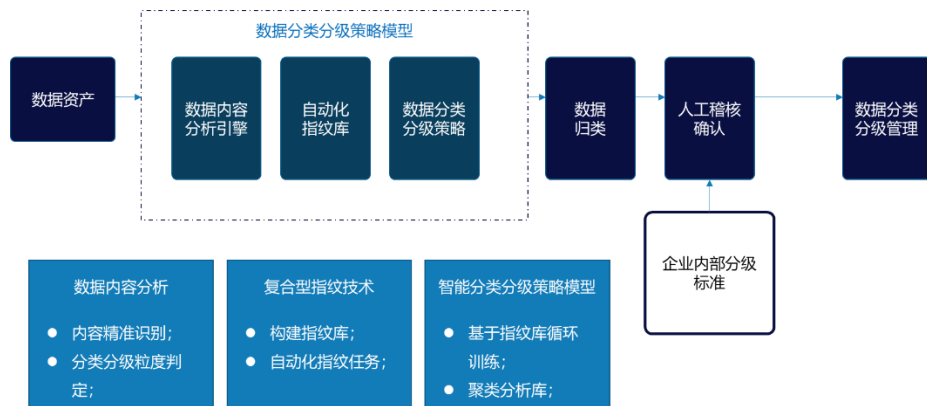 数据分类分级策略模型
数据资产
数据内容
分析引擎
自动化
指纹库
数据分类
分级策略
数据
归类
人工稽核
确认
数据分类
分级管理
企业内部分级
标准
数据内容分析
内容精准识别；
分类分级粒度判
定；
复合型指纹技术
构建指纹库；
自动化指纹任务；
智能分类分级策略模型
基于指纹库循环
训练；
聚类分析库；